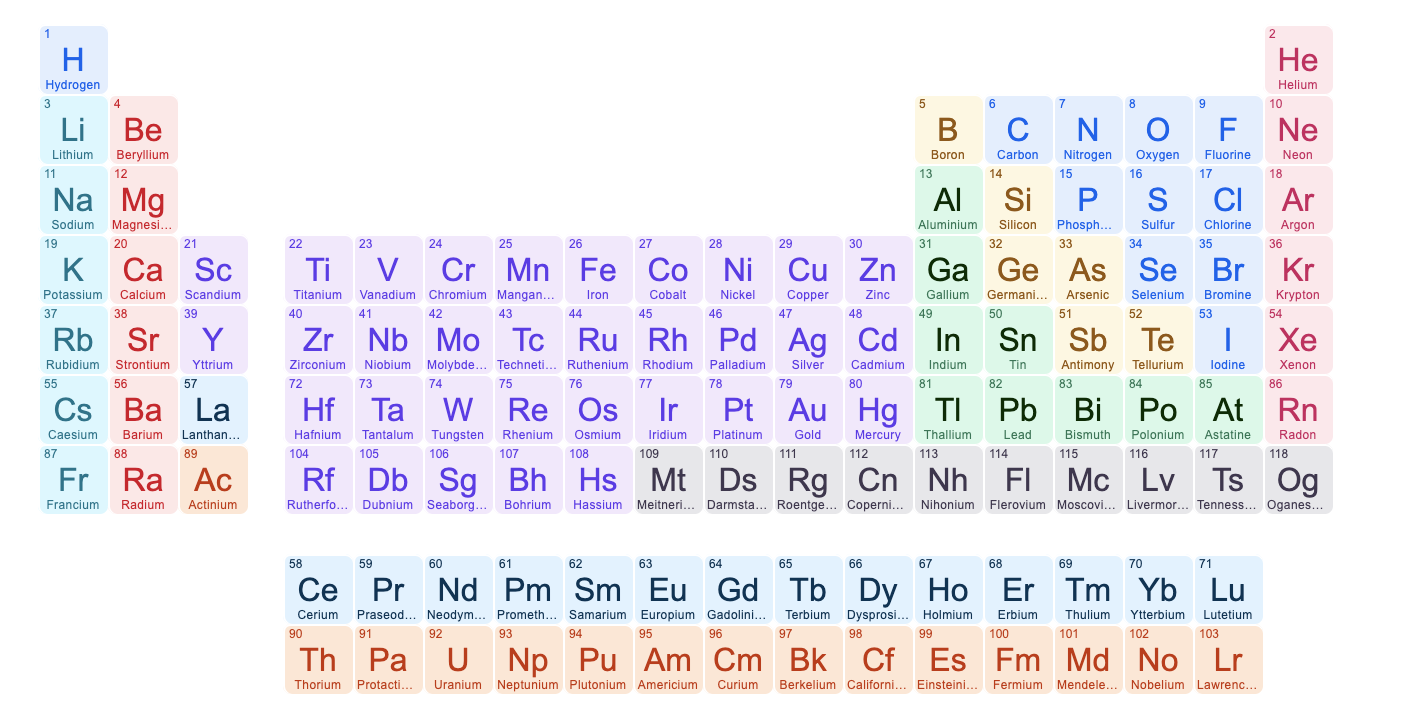 1 2
H He
Hydrogen Helium
3 4 5 6 7 8 9 10
Li Be B C N O F Ne
Lithium Beryllium Boron Carbon Nitrogen Oxygen Fluorine Neon
11 12 13 14 15 16 17 18
Na Mg Al Si P S Cl Ar
Sodium Magnesi... Aluminium Silicon Phosph... Sulfur Chlorine Argon
19 20 21 22 23 24 25 26 27 28 29 30 31 32 33 34 35 36
K Ca Sc Ti V Cr Mn Fe Co Ni Cu Zn Ga Ge As Se Br Kr
Potassium Calcium Scandium Titanium Vanadium Chromium Mangan... Iron Cobalt Nickel Copper Zinc Gallium Germani... Arsenic Selenium Bromine Krypton
37 38 39 40 41 42 43 44 45 46 47 48 49 50 51 52 53 54
Rb Sr Y Zr Nb Mo Tc Ru Rh Pd Ag Cd In Sn Sb Te I Xe
Rubidium Strontium Yttrium Zirconium Niobium Molybde... Techneti... Ruthenium Rhodium Palladium Silver Cadmium Indium Tin Antimony Tellurium Iodine Xenon
55 56 57 72 73 74 75 76 77 78 79 80 81 82 83 84 85 86
Cs Ba La Hf Ta W Re Os Ir Pt Au Hg Tl Pb Bi Po At Rn
Caesium Barium Lanthan... Hafnium Tantalum Tungsten Rhenium Osmium Iridium Platinum Gold Mercury Thallium Lead Bismuth Polonium Astatine Radon
87 88 89 104 105 106 107 108 109 110 111 112 113 114 115 116 117 118
Fr Ra Ac Rf Db Sg Bh Hs Mt Ds Rg Cn Nh Fl Mc Lv Ts Og
Francium Radium Actinium Rutherfo... Dubnium Seaborg... Bohrium Hassium Meitneri... Darmsta... Roentge... Coperni... Nihonium Flerovium Moscovi... Livermor... Tenness... Oganes...
58 59 60 61 62 63 64 65 66 67 68 69 70 71
Ce Pr Nd Pm Sm Eu Gd Tb Dy Ho Er Tm Yb Lu
Cerium Praseod... Neodym... Prometh... Samarium Europium Gadolini... Terbium Dysprosi... Holmium Erbium Thulium Ytterbium Lutetium
90 91 92 93 94 95 96 97 98 99 100 101 102 103
Th Pa U Np Pu Am Cm Bk Cf Es Fm Md No Lr
Thorium Protacti... Uranium Neptunium Plutonium Americium Curium Berkelium Californi... Einsteini... Fermium Mendele... Nobelium Lawrenc...